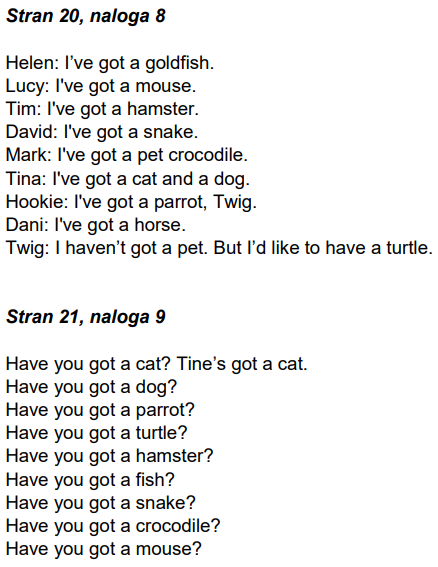 Stran 20, naloga 8
Helen: I’ve got a goldfish.
Lucy: I've got a mouse.
Tim: I've got a hamster.
David: I've got a snake.
Mark: I've got a pet crocodile.
Tina: I've got a cat and a dog.
Hookie: I've got a parrot, Twig.
Dani: I've got a horse.
Twig: I haven’t got a pet. But I’d like to have a turtle.
Stran 21, naloga 9
Have you got a cat? Tine’s got a cat.
Have you got a dog?
Have you got a parrot?
Have you got a turtle?
Have you got a hamster?
Have you got a fish?
Have you got a snake?
Have you got a crocodile?
Have you got a mouse?